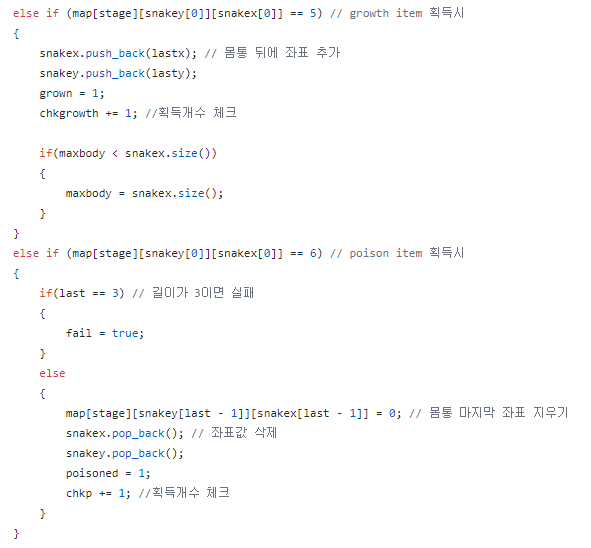 else if (map[stage][snakey[0]][snakex[0]] == 5) // growth item 획득시
{
    snakex.push_back(lastx); // 몸통 뒤에 좌표 추가
    snakey.push_back(lasty);
    grown = 1;
    chkgrowth += 1; //획득개수 체크

    if(maxbody < snakex.size())
    {
        maxbody = snakex.size();
    }
}
else if (map[stage][snakey[0]][snakex[0]] == 6) // poison item 획득시
{
    if(last == 3) // 길이가 3이면 실패
    {
        fail = true;
    }
    else
    {
        map[stage][snakey[last - 1]][snakex[last - 1]] = 0; // 몸통 마지막 좌표 지우기
        snakex.pop_back(); // 좌표값 삭제
        snakey.pop_back();
        poisoned = 1;
        chkp += 1; //획득개수 체크
    }
}